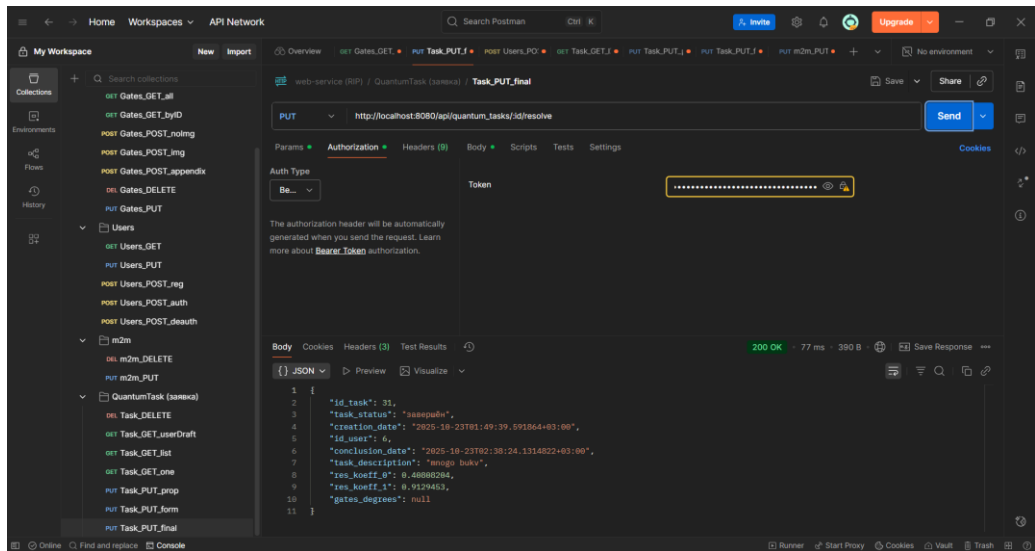 Home Workspaces API Network Search Postman Ctrl K Invite Upgrade
My Workspace New Import Overview GET Gates_GET_ PUT Task_PUT_f POST Users_PO: GET Task_GET_f PUT Task_PUT_j PUT Task_PUT_f PUT m2m_PUT No environment
Collections
Environments
Flows
History
Search collections
GET Gates_GET_all
GET Gates_GET_byID
POST Gates_POST_noImg
POST Gates_POST_img
POST Gates_POST_appendix
DEL Gates_DELETE
PUT Gates_PUT
Users
GET Users_GET
PUT Users_PUT
POST Users_POST_reg
POST Users_POST_auth
POST Users_POST_deauth
m2m
DEL m2m_DELETE
PUT m2m_PUT
QuantumTask (заявка)
DEL Task_DELETE
GET Task_GET_userDraft
GET Task_GET_list
GET Task_GET_one
PUT Task_PUT_prop
PUT Task_PUT_form
PUT Task_PUT_final
web-service (RIP) / QuantumTask (заявка) / Task_PUT_final Save Share
PUT http://localhost:8080/api/quantum_tasks/:id/resolve Send
Params Authorization Headers (9) Body Scripts Tests Settings Cookies
Auth Type
Be...
Token
The authorization header will be automatically
generated when you send the request. Learn
more about Bearer Token authorization.
Body Cookies Headers (3) Test Results 200 OK 77 ms 390 B Save Response
{} JSON Preview Visualize
1 {
2 "id_task": 31,
3 "task_status": "завершён",
4 "creation_date": "2025-10-23T01:49:39.591864+03:00",
5 "id_user": 6,
6 "conclusion_date": "2025-10-23T02:38:24.1314822+03:00",
7 "task_description": "mnogo bukv",
8 "res_koeff_0": 0.40808204,
9 "res_koeff_1": 0.9129453,
10 "gates_degrees": null
11 }
Online Find and replace Console Runner Start Proxy Cookies Vault Trash